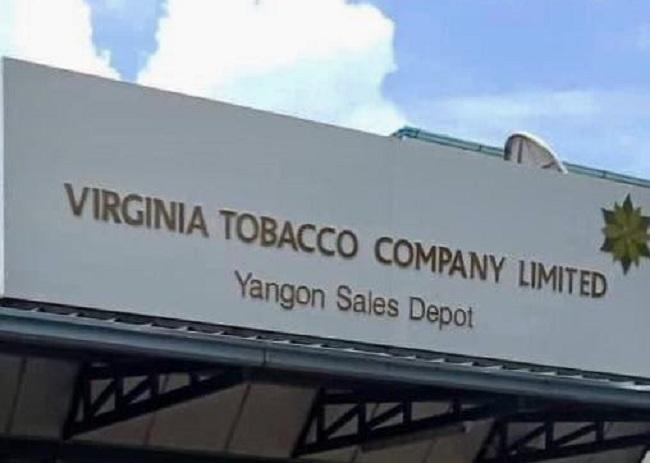 VIRGINIA TOBACCO COMPANY LIMITED
Yangon Sales Depot